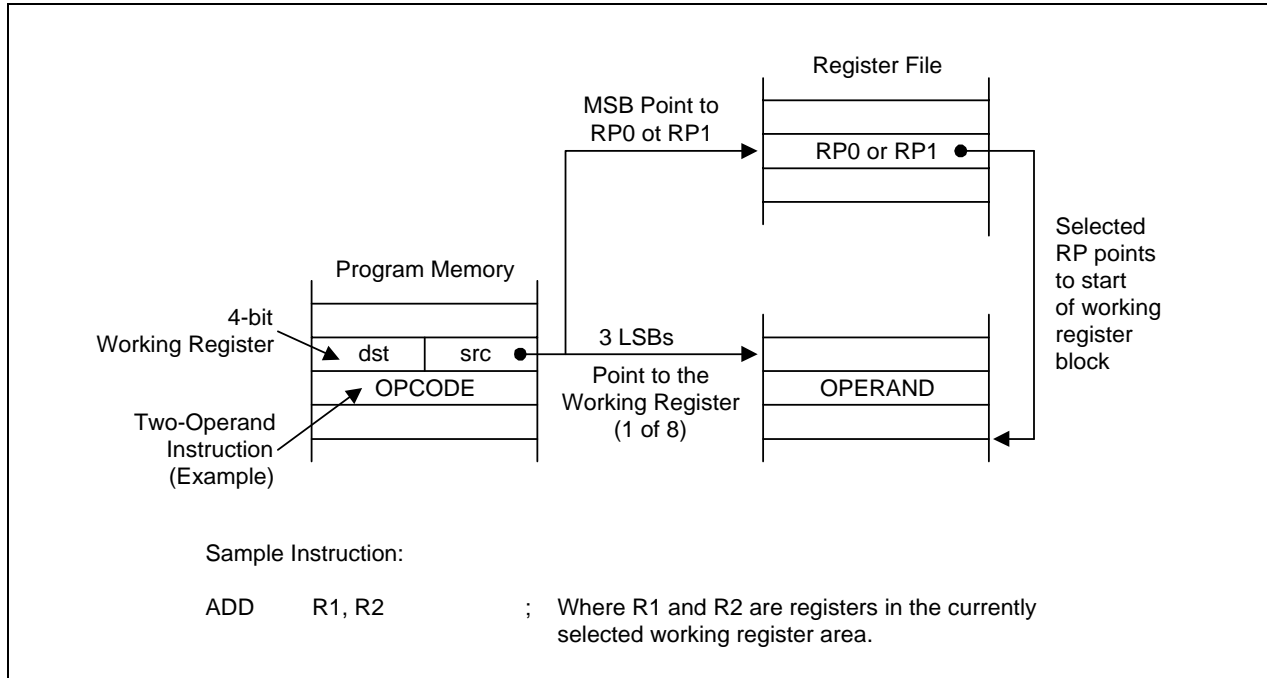 Register File
MSB Point to
RP0 ot RP1
RP0 or RP1
Selected
RP points
to start
of working
register
block
Program Memory
4-bit
Working Register
dst src
3 LSBs
OPCODE
Point to the
Working Register
(1 of 8)
OPERAND
Two-Operand
Instruction
(Example)
Sample Instruction:
ADD R1, R2 ; Where R1 and R2 are registers in the currently
selected working register area.